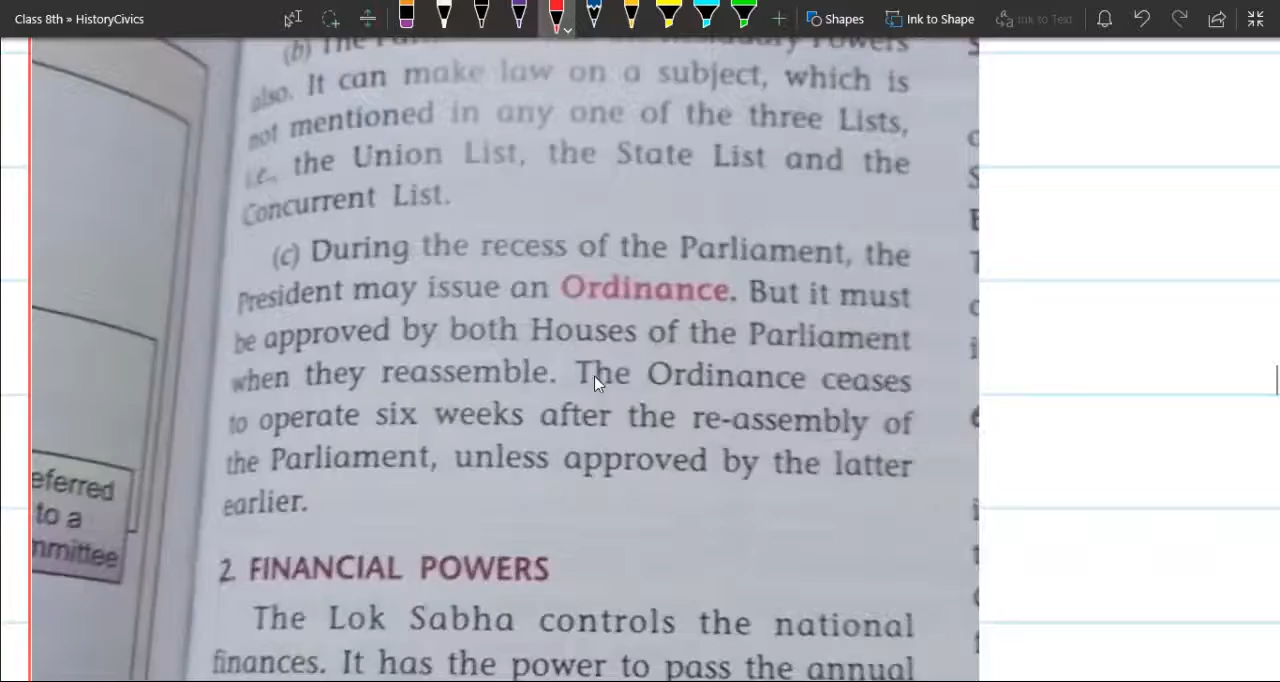 Class 8th » HistoryCivics
Shapes
Ink to Shape
Ink to Text
(b) The Powers
also. It can make law on a subject, which is
not mentioned in any one of the three Lists,
i.e., the Union List, the State List and the
Concurrent List.
(c) During the recess of the Parliament, the
President may issue an Ordinance. But it must
be approved by both Houses of the Parliament
when they reassemble. The Ordinance ceases
to operate six weeks after the re-assembly of
the Parliament, unless approved by the latter
earlier.
2. FINANCIAL POWERS
The Lok Sabha controls the national
finances. It has the power to pass the annual
eferred
to a
mmittee